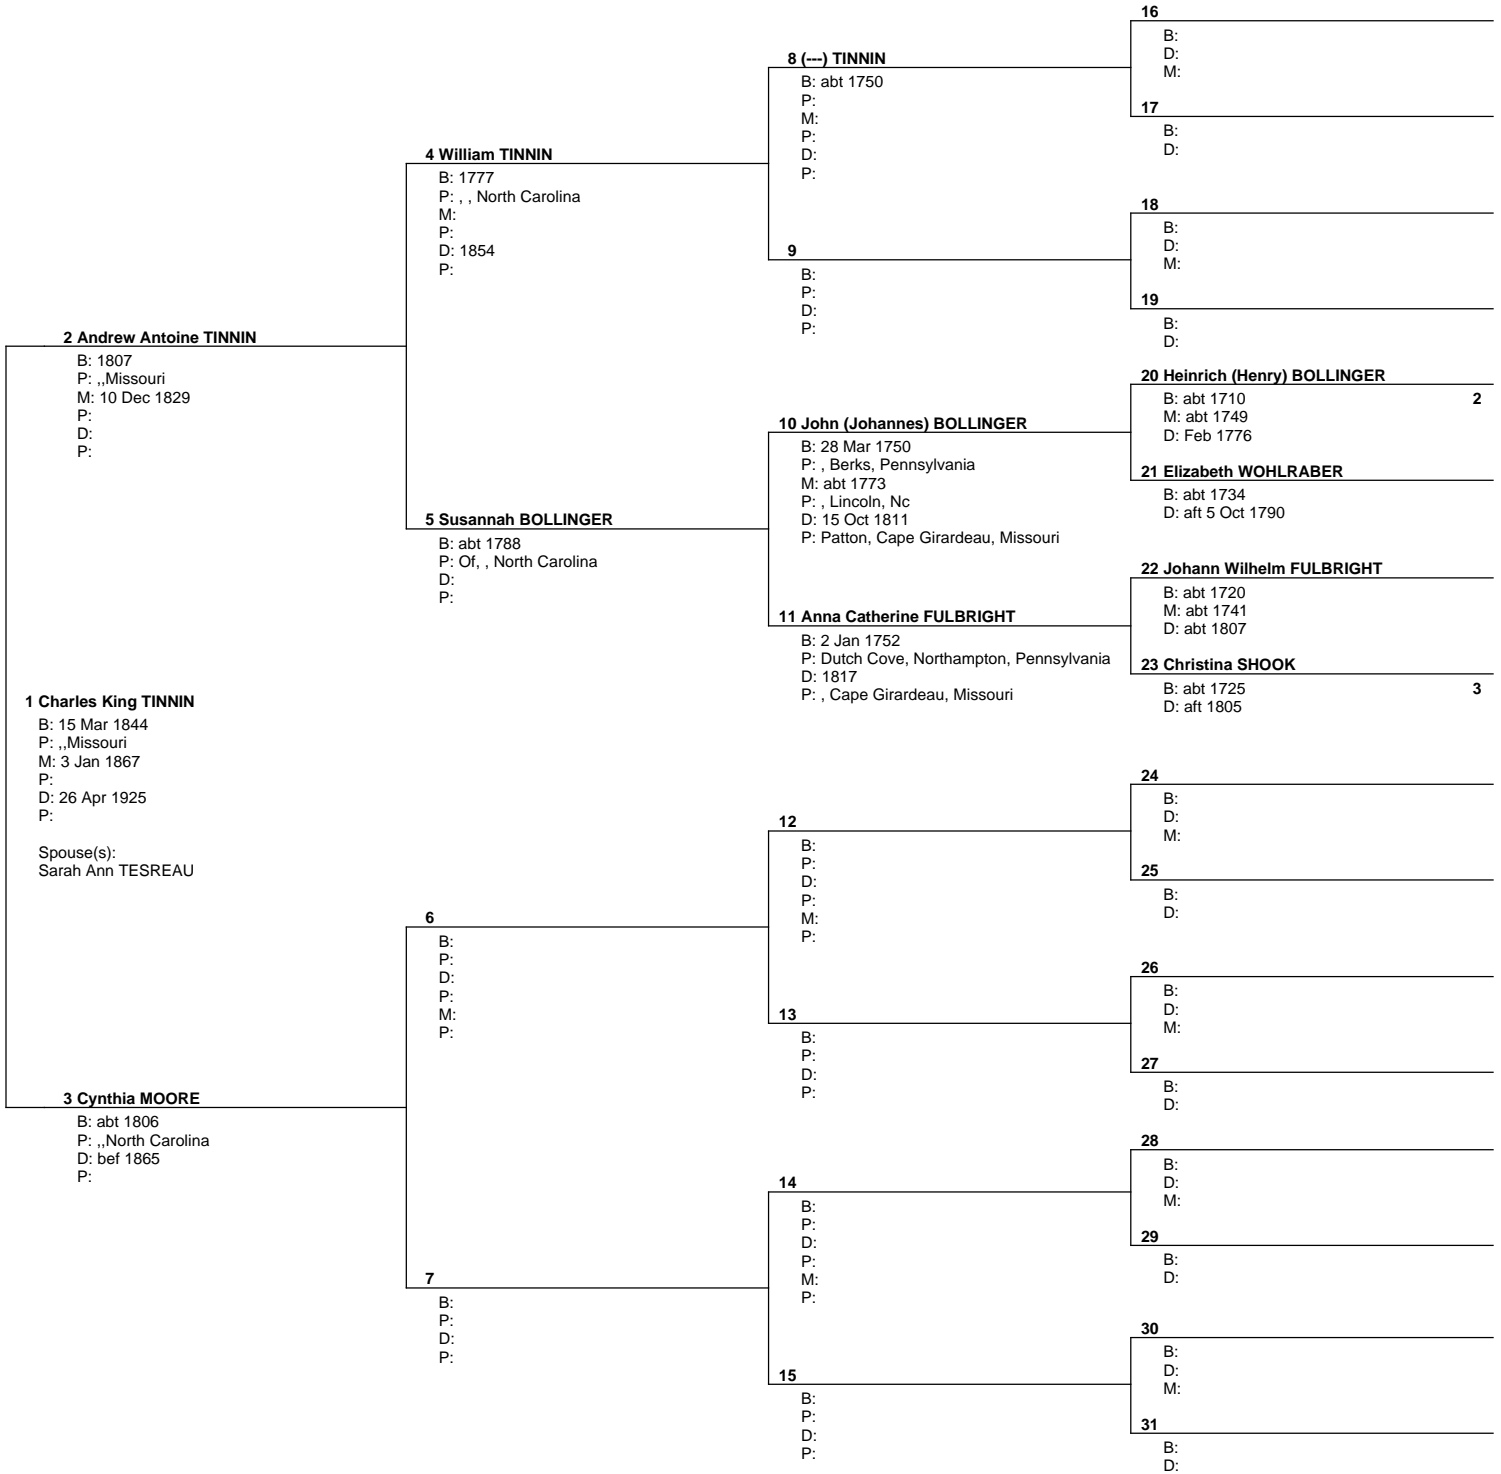 1 Charles King TINNIN
B: 15 Mar 1844
P: ,,Missouri
M: 3 Jan 1867
P:
D: 26 Apr 1925
P:
Spouse(s):
Sarah Ann TESREAU
2 Andrew Antoine TINNIN
B: 1807
P: ,,Missouri
M: 10 Dec 1829
P:
D:
P:
3 Cynthia MOORE
B: abt 1806
P: ,,North Carolina
D: bef 1865
P:
4 William TINNIN
B: 1777
P: , , North Carolina
M:
P:
D: 1854
P:
5 Susannah BOLLINGER
B: abt 1788
P: Of, , North Carolina
D:
P:
6
B:
P:
D:
P:
M:
P:
7
B:
P:
D:
P:
8 (---) TINNIN
B: abt 1750
P:
M:
P:
D:
P:
9
B:
P:
D:
P:
10 John (Johannes) BOLLINGER
B: 28 Mar 1750
P: , Berks, Pennsylvania
M: abt 1773
P: , Lincoln, Nc
D: 15 Oct 1811
P: Patton, Cape Girardeau, Missouri
11 Anna Catherine FULBRIGHT
B: 2 Jan 1752
P: Dutch Cove, Northampton, Pennsylvania
D: 1817
P: , Cape Girardeau, Missouri
12
B:
P:
D:
P:
M:
P:
13
B:
P:
D:
P:
14
B:
P:
D:
P:
M:
P:
15
B:
P:
D:
P:
16
B:
D:
M:
17
B:
D:
18
B:
D:
M:
19
B:
D:
20 Heinrich (Henry) BOLLINGER
B: abt 1710 2
M: abt 1749
D: Feb 1776
21 Elizabeth WOHLRABER
B: abt 1734
D: aft 5 Oct 1790
22 Johann Wilhelm FULBRIGHT
B: abt 1720
M: abt 1741
D: abt 1807
23 Christina SHOOK
B: abt 1725 3
D: aft 1805
24
B:
D:
M:
25
B:
D:
26
B:
D:
M:
27
B:
D:
28
B:
D:
M:
29
B:
D:
30
B:
D:
M:
31
B:
D: